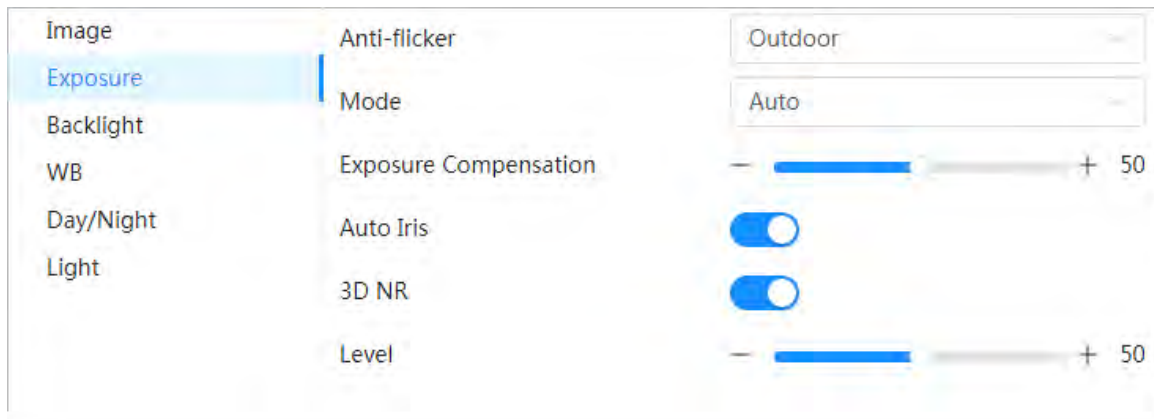 Image
Exposure
Backlight
WB
Day/Night
Light
Anti-flicker Outdoor
Mode Auto
Exposure Compensation − + 50
Auto Iris
3D NR
Level − + 50